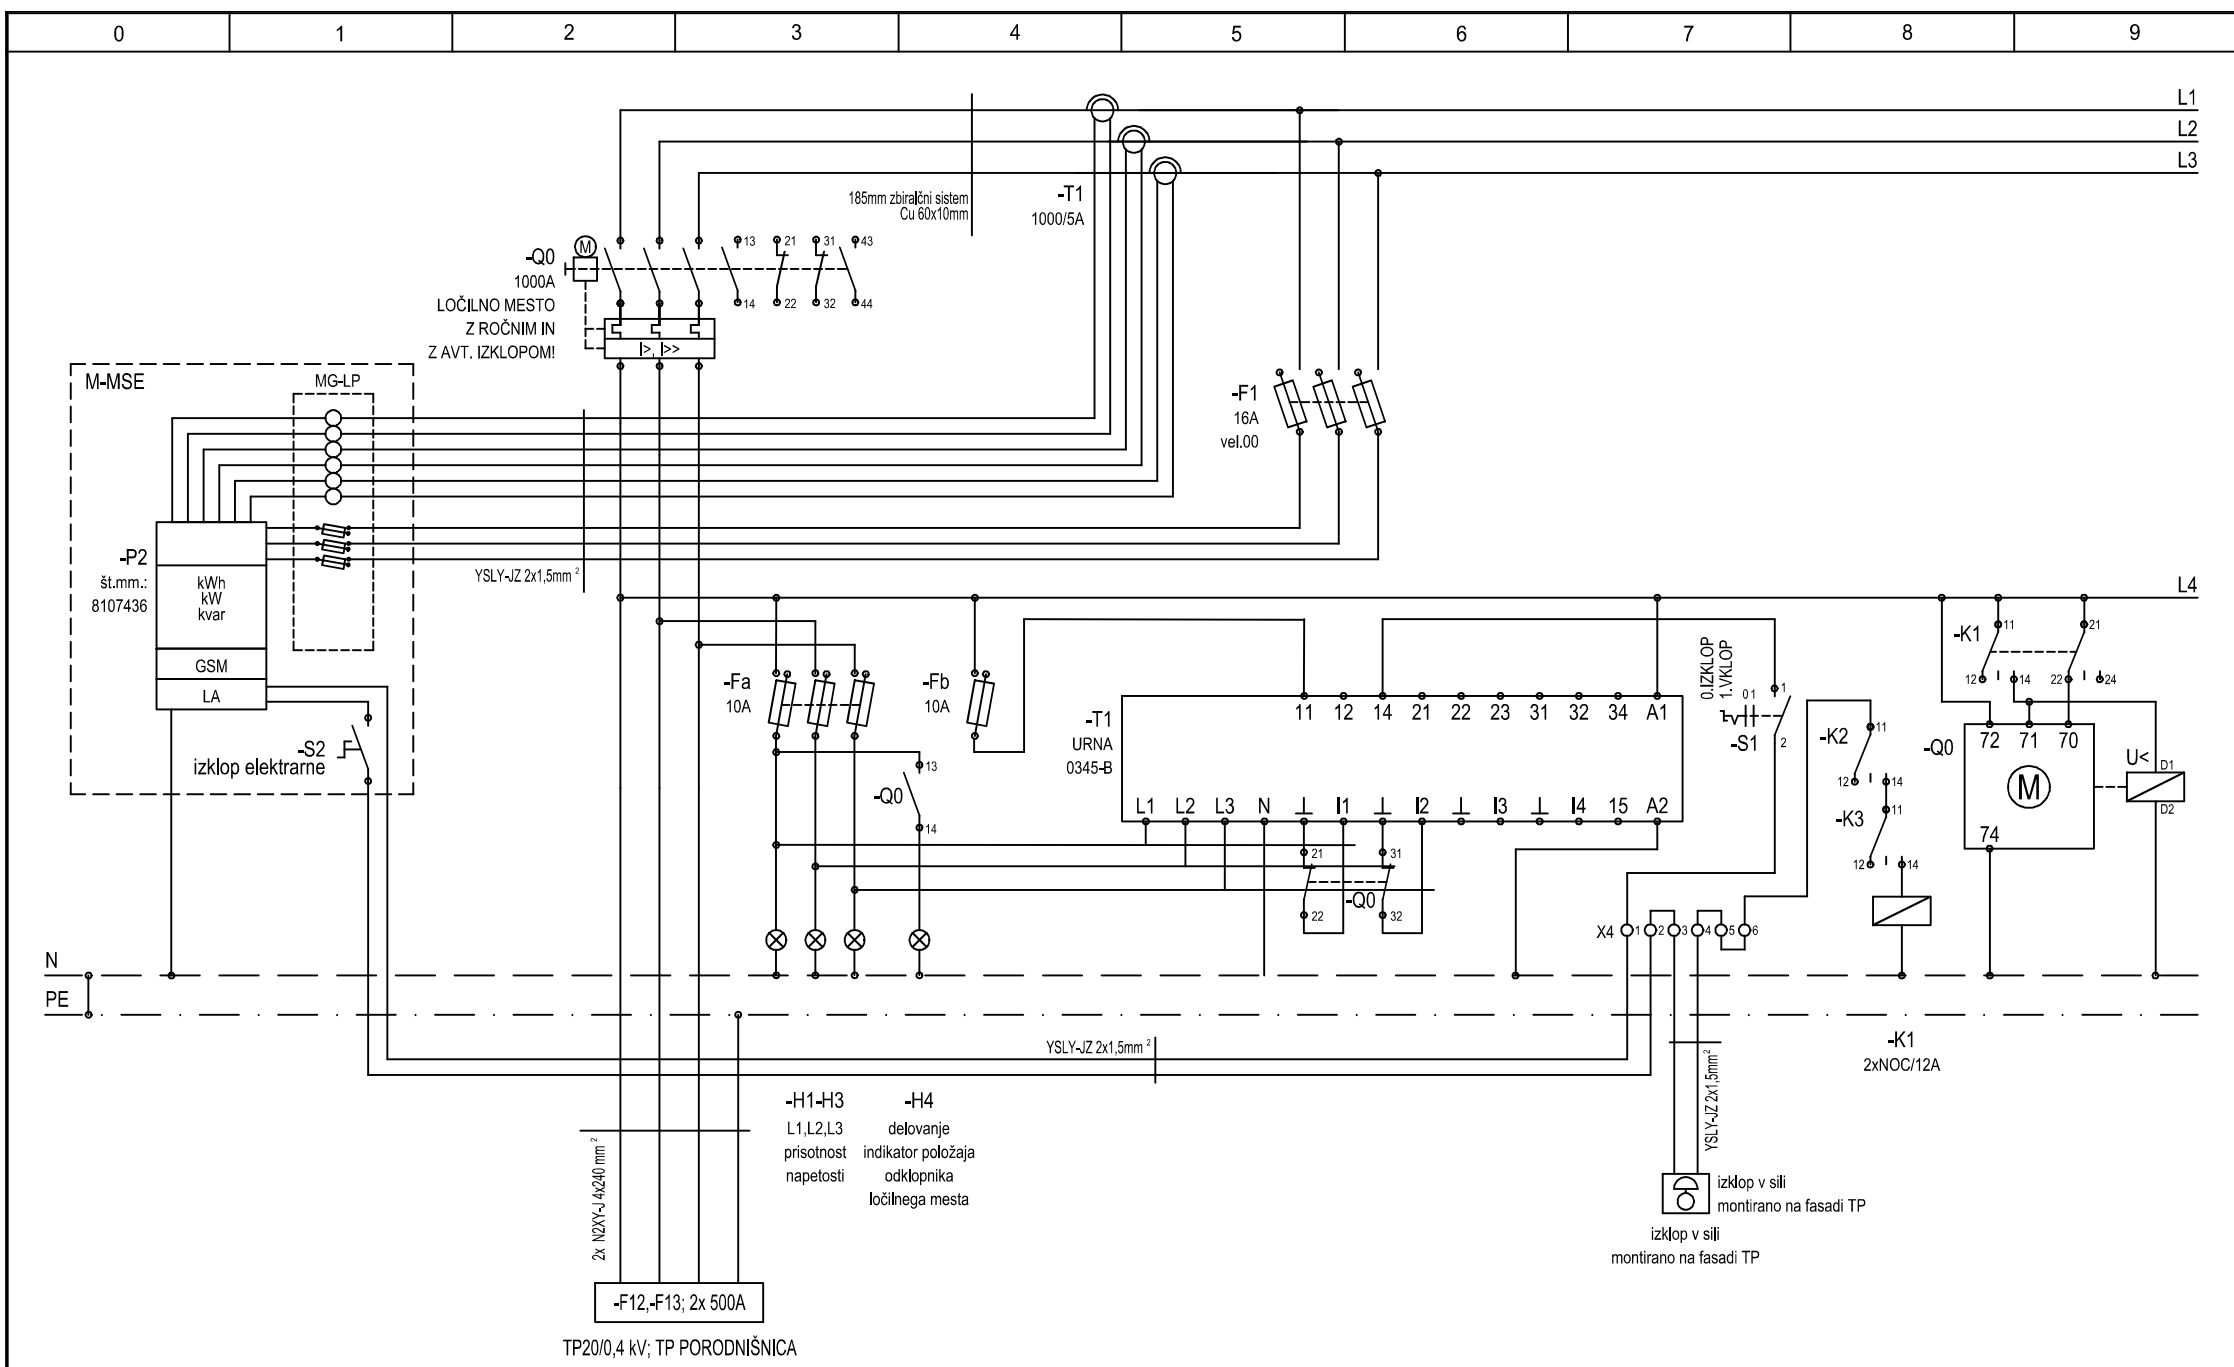 0 1 2 3 4 5 6 7 8 9
L1
L2
L3
185mm zbiralčni sistem
Cu 60x10mm
-T1
1000/5A
-Q0
1000A
LOČILNO MESTO
Z ROČNIM IN
Z AVT. IZKLOPOM!
M
13 21 31 43
14 22 32 44
I>, I>>
M-MSE
MG-LP
-F1
16A
vel.00
-P2
št.mm.:
8107436
kWh
kW
kvar
GSM
LA
YSLY-JZ 2x1,5mm²
-S2
izklop elektrarne
L4
-Fa
10A
-Fb
10A
-Q0
13
14
-T1
URNA
0345-B
11 12 14 21 22 23 31 32 34 A1
L1 L2 L3 N ⊥ I1 ⊥ I2 ⊥ I3 ⊥ I4 15 A2
21 31
-Q0
22 32
0.IZKLOP
1.VKLOP
0 1
1
-S1
2
-K2
11
12 14
-K3
11
12 14
-K1
11 21
12 14 22 24
-Q0
72 71 70
M
74
U<
D1
D2
X4 1 2 3 4 5 6
N
PE
YSLY-JZ 2x1,5mm²
-K1
2xNOC/12A
YSLY-JZ 2x1,5mm²
-H1-H3
L1,L2,L3
prisotnost
napetosti
-H4
delovanje
indikator položaja
odklopnika
ločilnega mesta
2x N2XY-J 4x240 mm²
izklop v sili
montirano na fasadi TP
izklop v sili
montirano na fasadi TP
-F12,-F13; 2x 500A
TP20/0,4 kV; TP PORODNIŠNICA